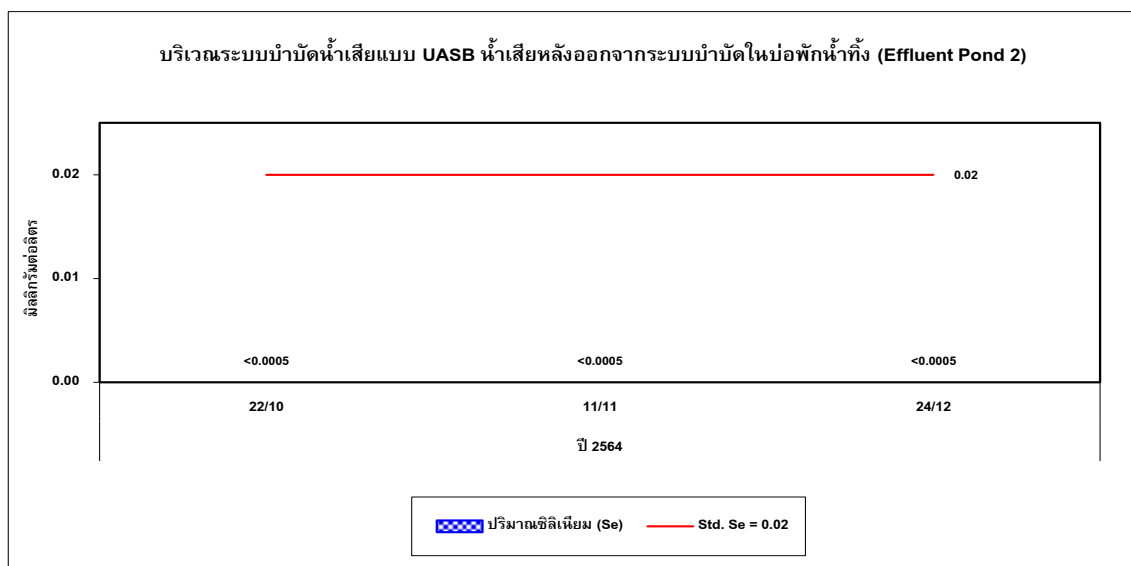 บริเวณระบบบำบัดน้ำเสียแบบ UASB น้ำเสียหลังออกจากระบบบำบัดในบ่อพักน้ำทิ้ง (Effluent Pond 2)
มิลลิกรัมต่อลิตร
0.02
0.02
0.01
<0.0005 <0.0005 <0.0005
0.00
22/10 11/11 24/12
ปี 2564
ปริมาณซิลิเนียม (Se) Std. Se = 0.02